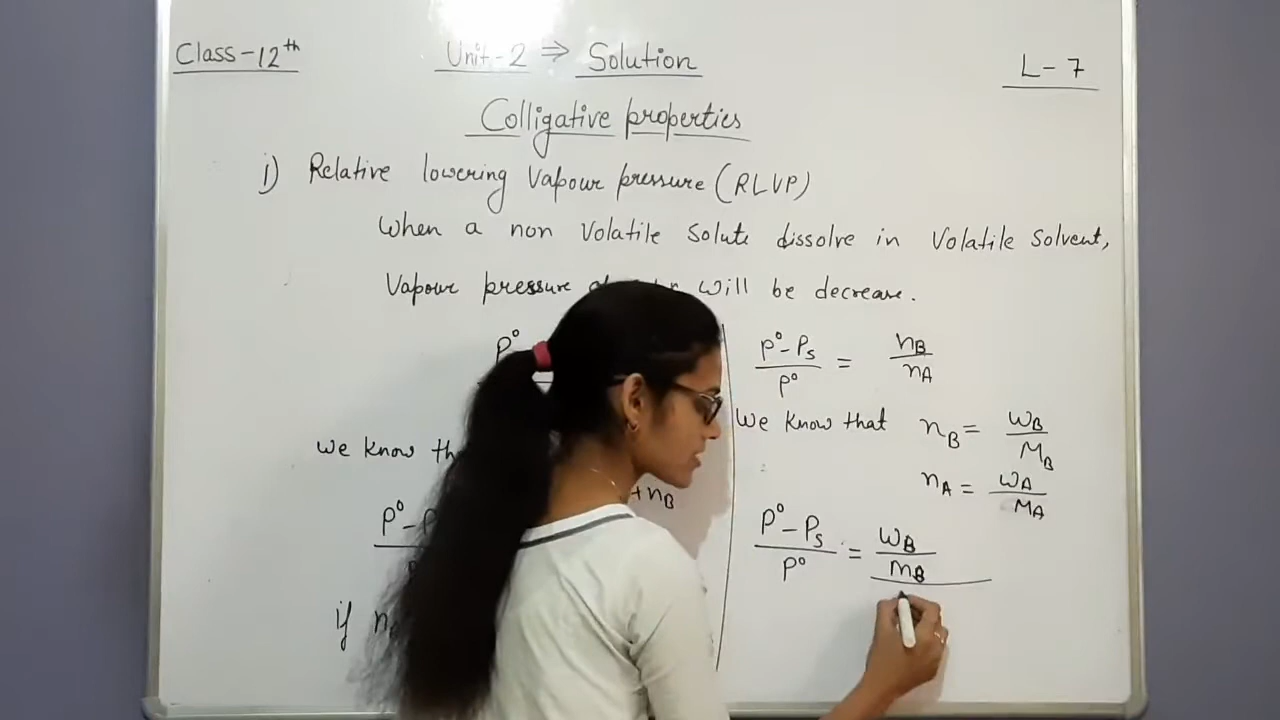 Class-12th
Unit-2 ⇒ Solution
L-7
Colligative properties
i) Relative lowering Vapour pressure (RLVP)
When a non Volatile Solute dissolve in Volatile Solvent,
Vapour pressure will be decrease.
P°
We know
+nB
P°-P
if n
P°-Ps / P° = nB / nA
We know that nB = WB / MB
nA = WA / MA
P°-Ps / P° = WB / MB